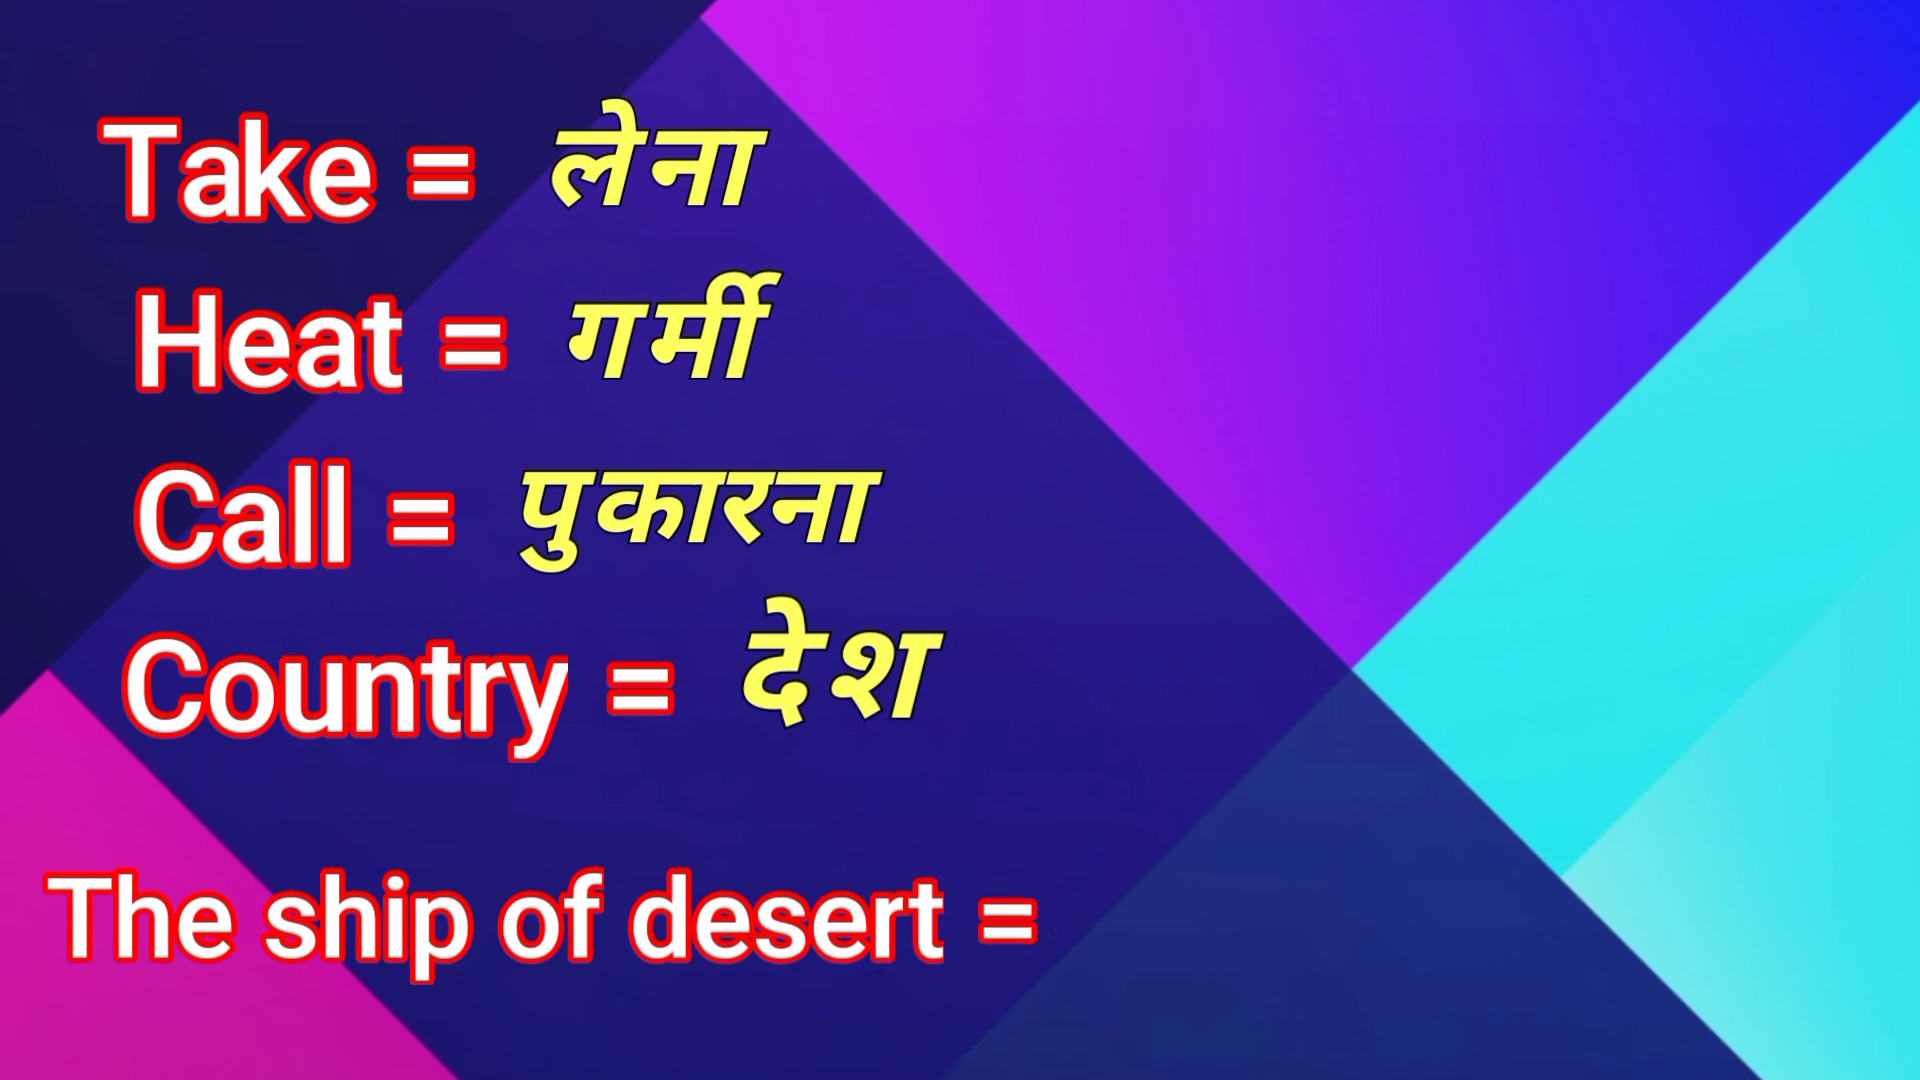 Take = लेना
Heat = गर्मी
Call = पुकारना
Country = देश
The ship of desert =